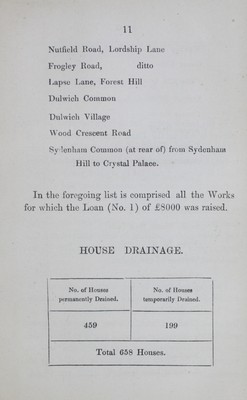 11
Nutfield Road, Lordship Lane
Frogley Road, ditto
Lapse Lane, Forest Hill
Dulwich Common
Dulwich Village
Wood Crescent Road
Sydenham Common (at rear of) from Sydenham
Hill to Crystal Palace.
In the foregoing list is comprised all the Works
for which the Loan (No. 1) of £8000 was raised.
HOUSE DRAINAGE.
No. of Houses permanently Drained.
No. of Houses temporarily Drained.
459 199
Total 658 Houses.